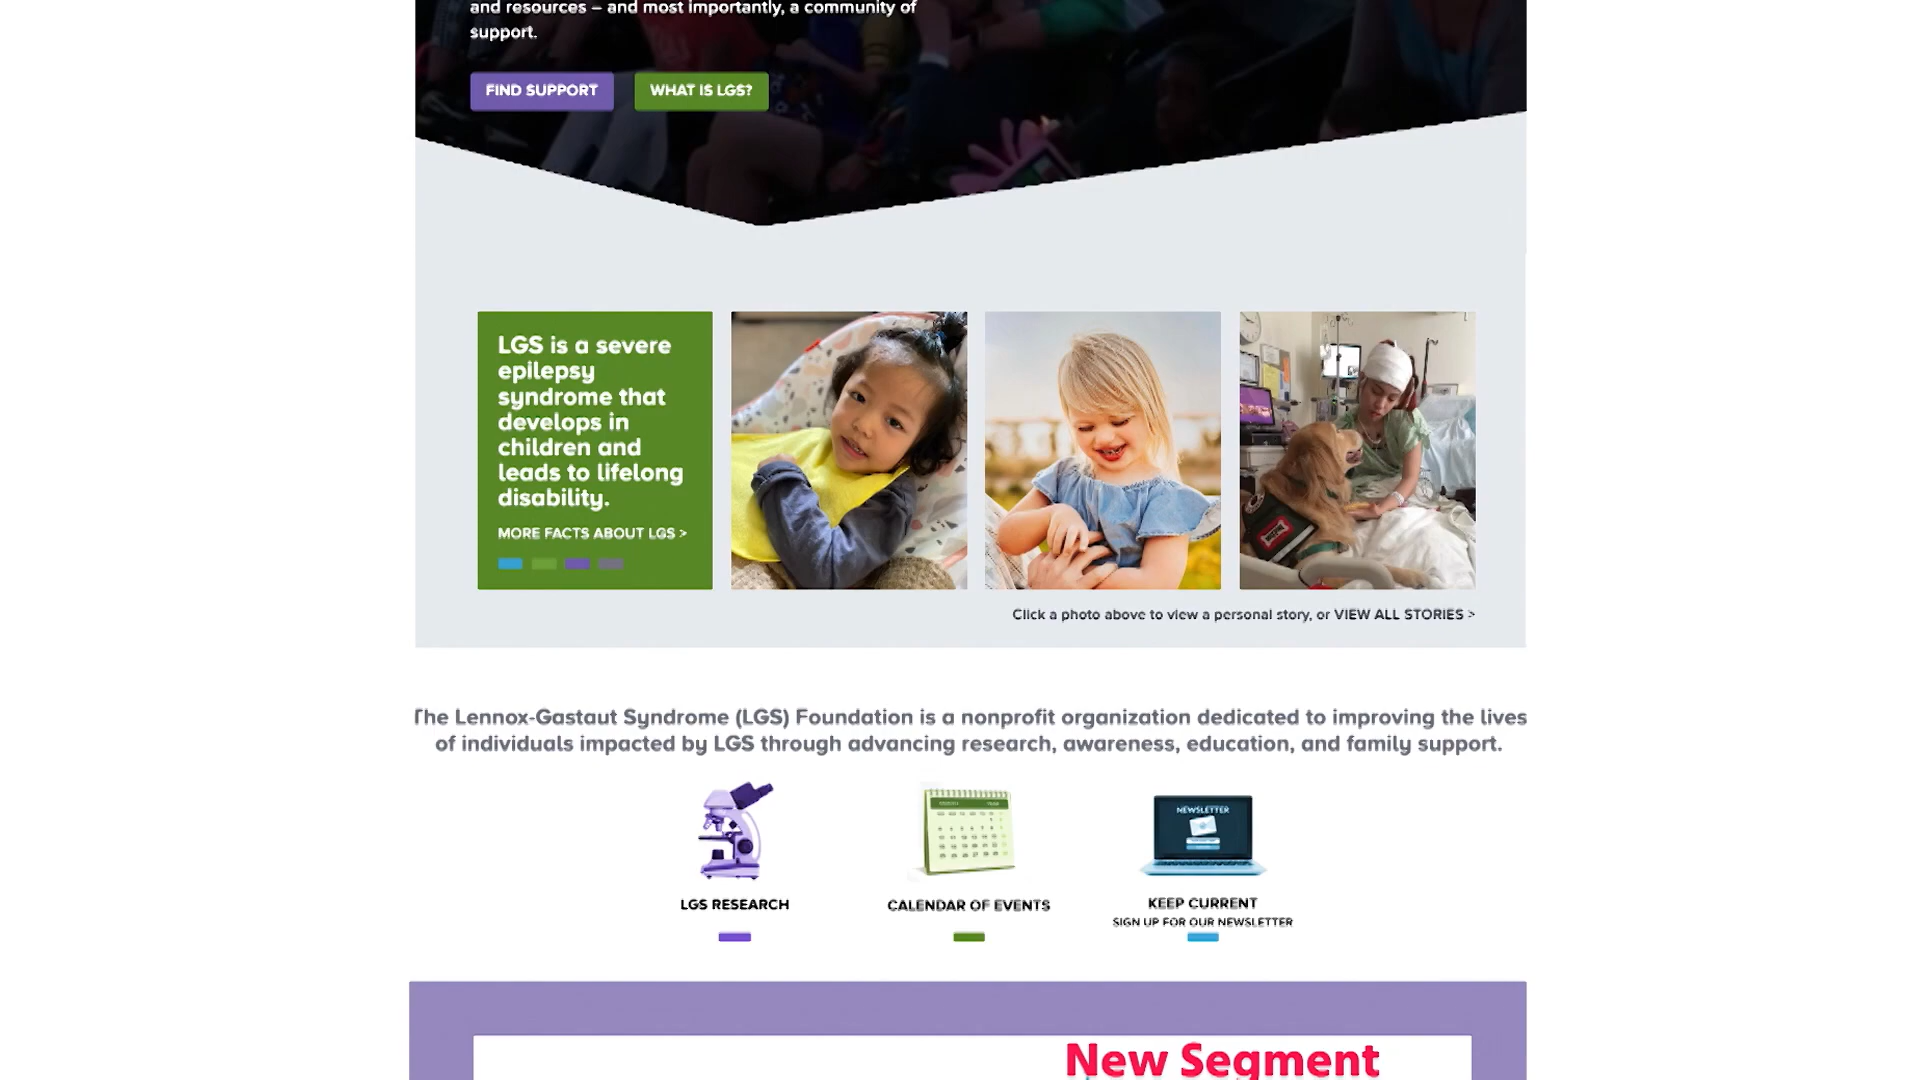 and resources – and most importantly, a community of
support.
FIND SUPPORT
WHAT IS LGS?
LGS is a severe
epilepsy
syndrome that
develops in
children and
leads to lifelong
disability.
MORE FACTS ABOUT LGS >
Click a photo above to view a personal story, or VIEW ALL STORIES >
The Lennox-Gastaut Syndrome (LGS) Foundation is a nonprofit organization dedicated to improving the lives
of individuals impacted by LGS through advancing research, awareness, education, and family support.
NEWSLETTER
LGS RESEARCH
CALENDAR OF EVENTS
KEEP CURRENT
SIGN UP FOR OUR NEWSLETTER
New Segment